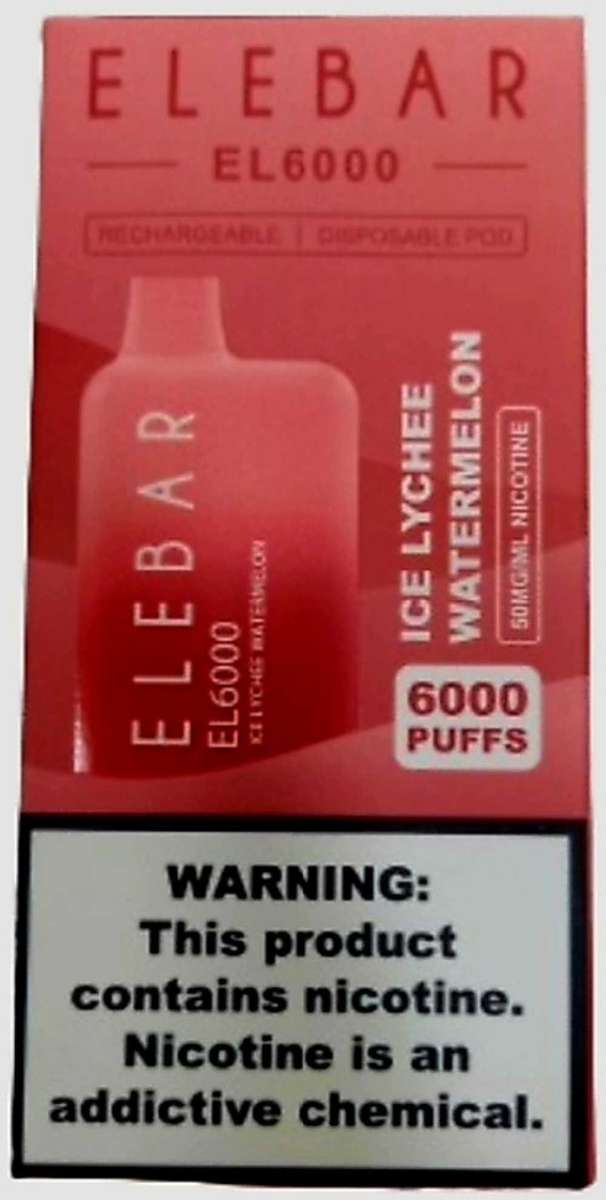 ELEBAR
EL6000
RECHARGEABLE | DISPOSABLE POD
ELEBAR
EL6000
ICE LYCHEE WATERMELON
ICE LYCHEE
WATERMELON
50MG/ML NICOTINE
6000
PUFFS
WARNING:
This product
contains nicotine.
Nicotine is an
addictive chemical.